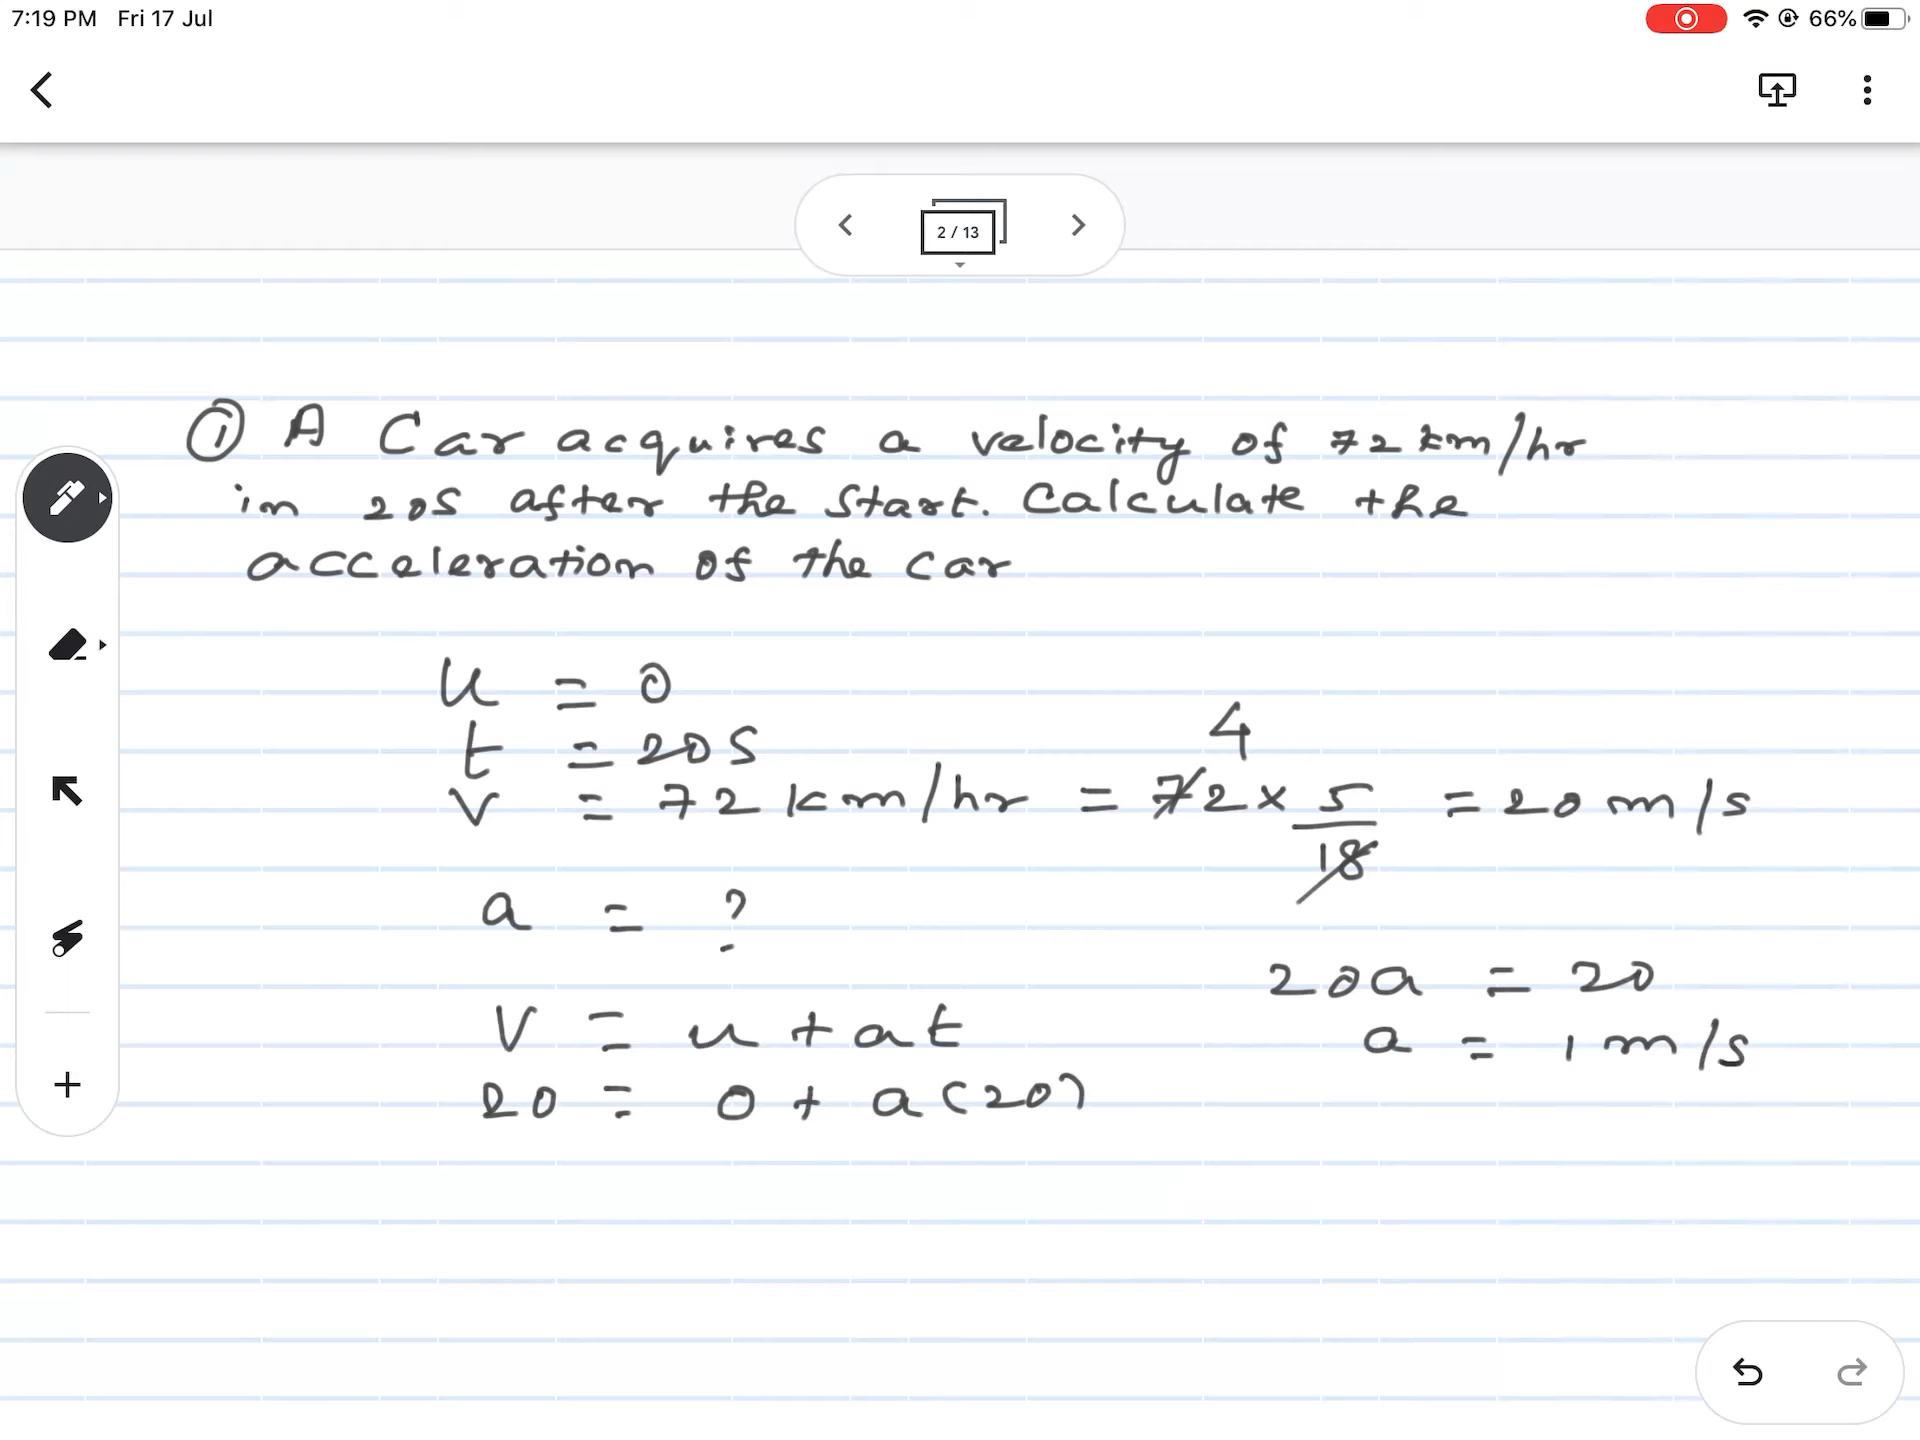 7:19 PM Fri 17 Jul 66%
2 / 13
① A Car acquires a velocity of 72 km/hr
in 20s after the start. Calculate the
acceleration of the car
u = 0
t = 20s
4
v = 72 km/hr = 72 x 5/18 = 20 m/s
a = ?
v = u + at
20 = 0 + a(20)
20a = 20
a = 1 m/s